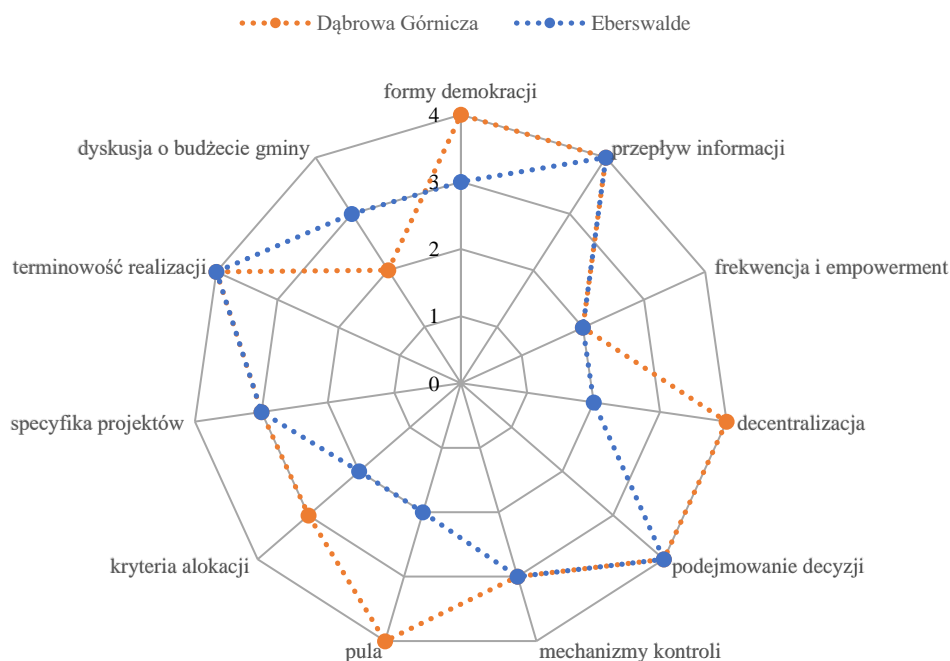 Dąbrowa Górnicza Eberswalde
formy demokracji
4
dyskusja o budżecie gminy
przepływ informacji
3
terminowość realizacji
frekwencja i empowerment
2
1
0
specyfika projektów
decentralizacja
kryteria alokacji
podejmowanie decyzji
pula
mechanizmy kontroli